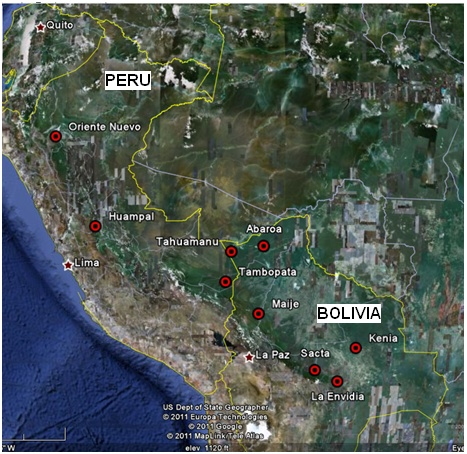 Quito
PERU
Oriente Nuevo
Huampal
Abaroa
Tahuamanu
Lima
Tambopata
Maije
BOLIVIA
Kenia
La Paz
Sacta
La Envidia
US Dept of State Geographer
© 2011 Europa Technologies
© 2011 Google
© 2011 MapLink/Tele Atlas
" W
elev 1120 ft
Eye